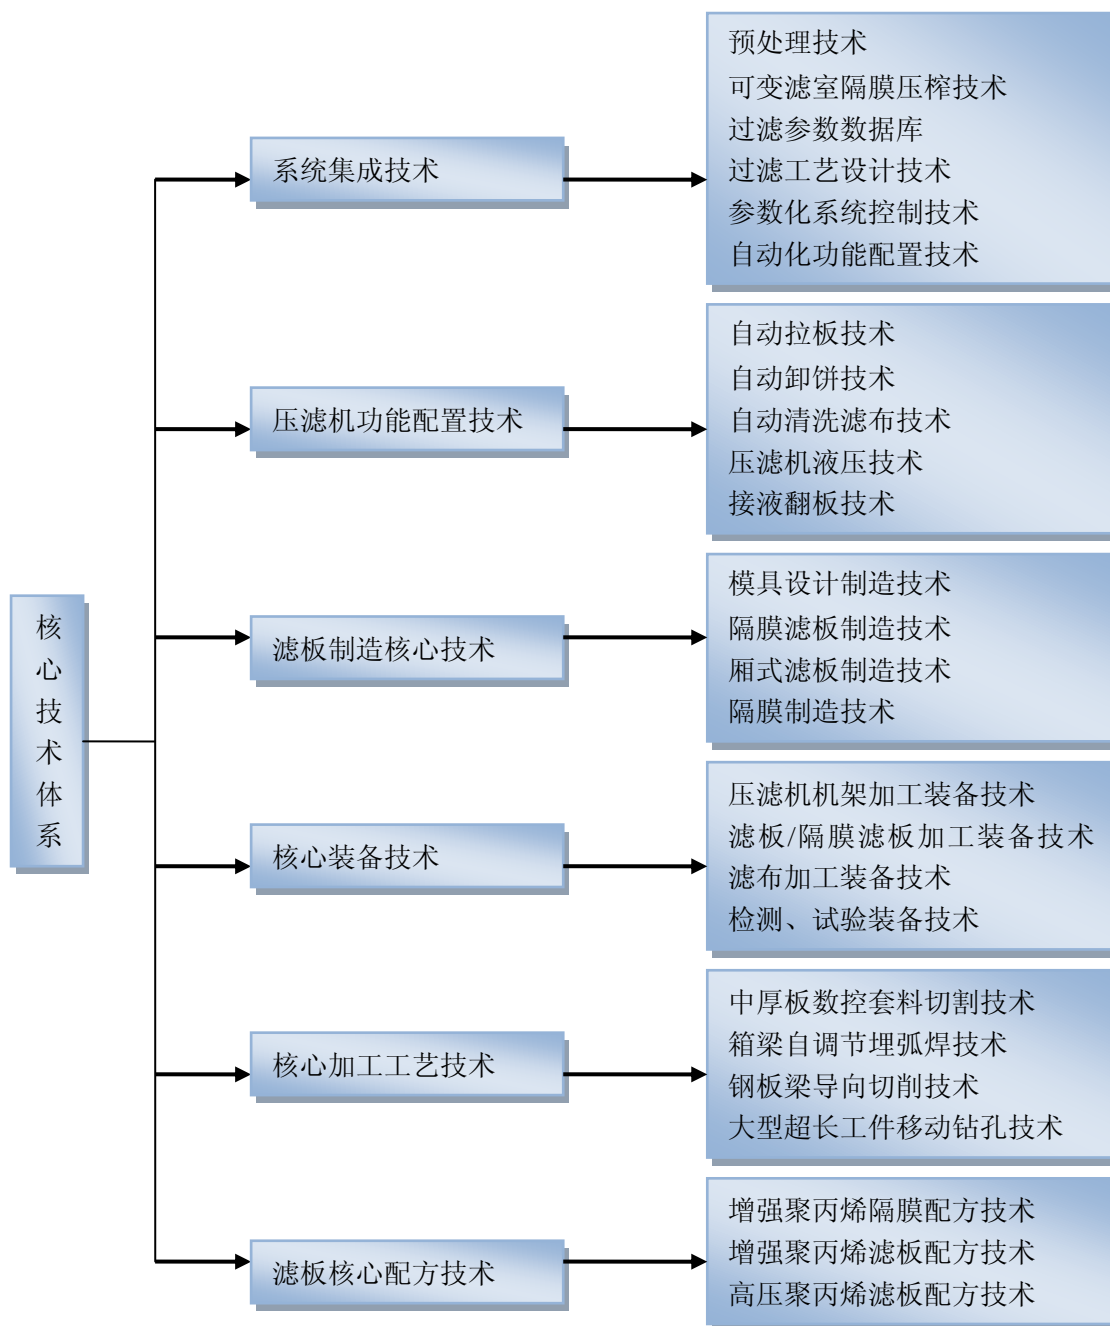 核心技术体系
系统集成技术
预处理技术
可变滤室隔膜压榨技术
过滤参数数据库
过滤工艺设计技术
参数化系统控制技术
自动化功能配置技术
压滤机功能配置技术
自动拉板技术
自动卸饼技术
自动清洗滤布技术
压滤机液压技术
接液翻板技术
滤板制造核心技术
模具设计制造技术
隔膜滤板制造技术
厢式滤板制造技术
隔膜制造技术
核心装备技术
压滤机机架加工装备技术
滤板/隔膜滤板加工装备技术
滤布加工装备技术
检测、试验装备技术
核心加工工艺技术
中厚板数控套料切割技术
箱梁自调节埋弧焊技术
钢板梁导向切削技术
大型超长工件移动钻孔技术
滤板核心配方技术
增强聚丙烯隔膜配方技术
增强聚丙烯滤板配方技术
高压聚丙烯滤板配方技术